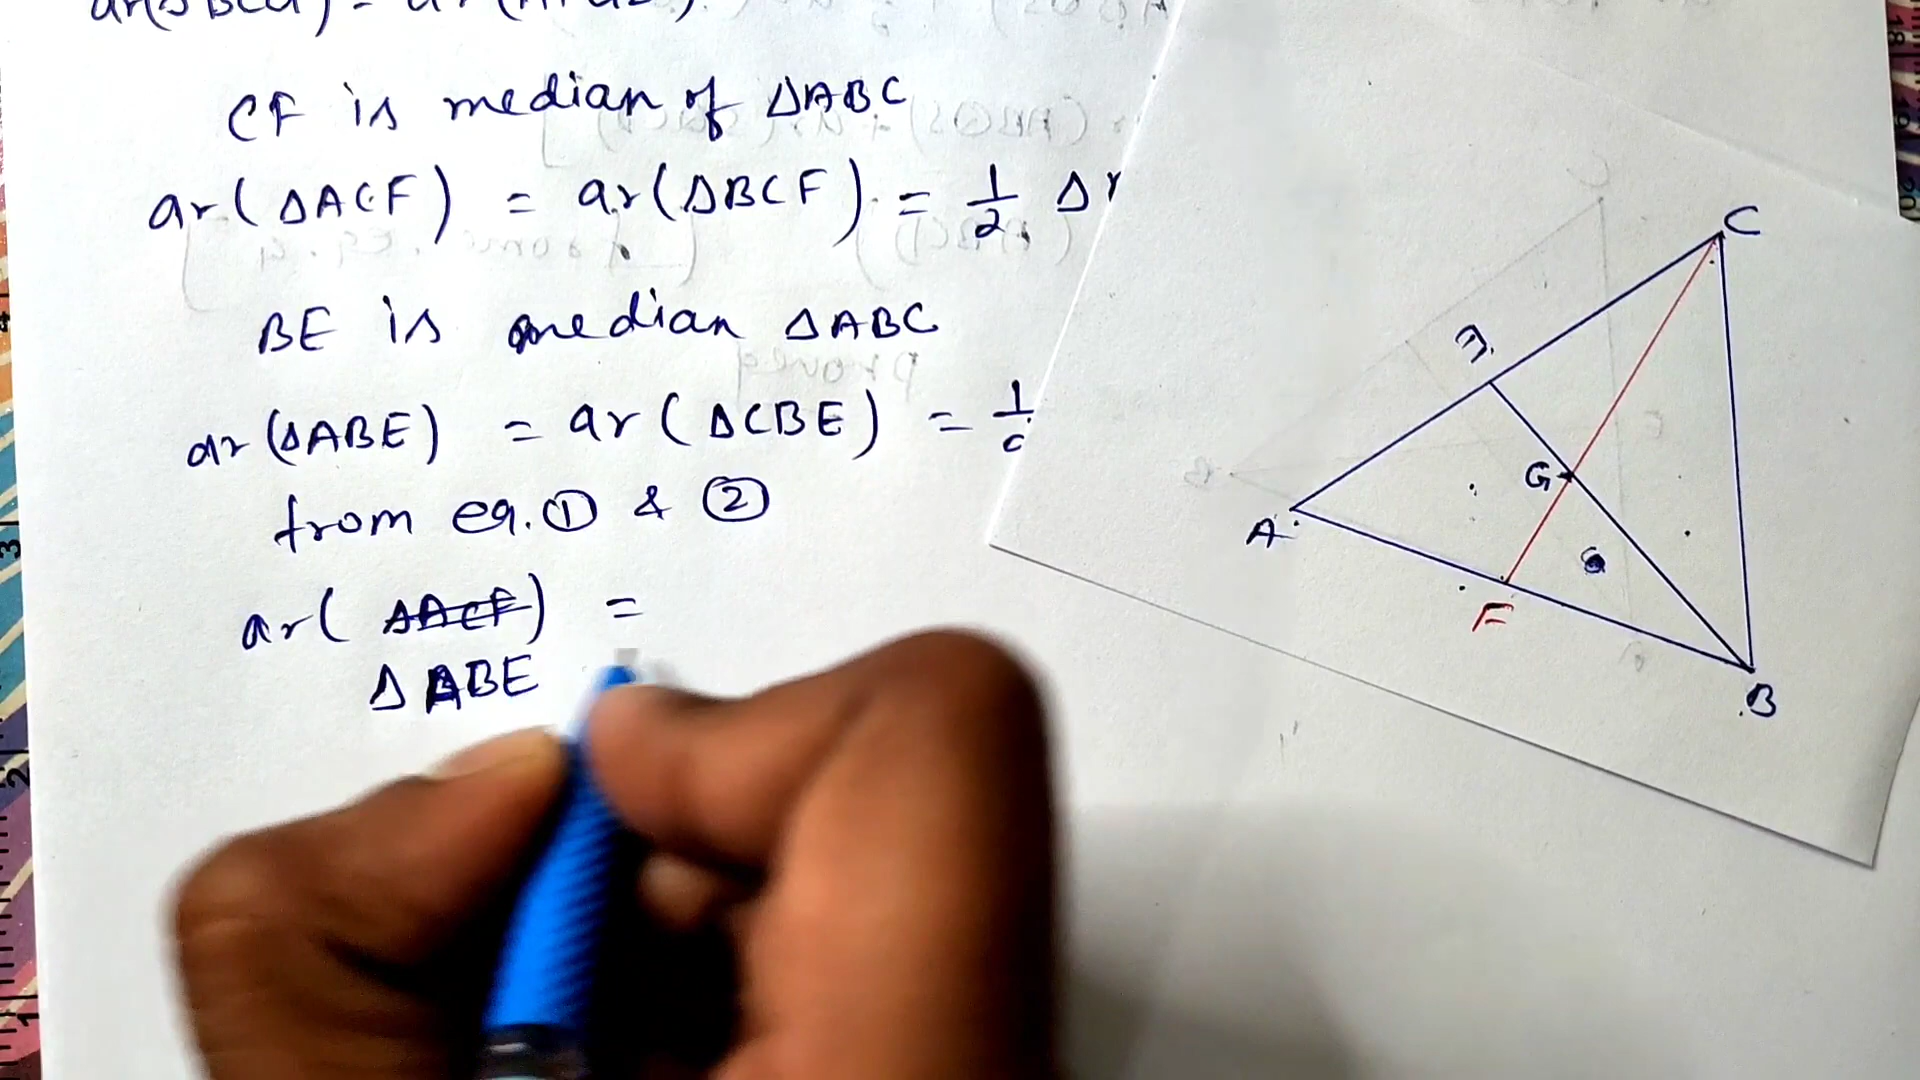 CF is median of ΔABC
ar(ΔACF) = ar(ΔBCF) = 1/2 Δ
BE is median ΔABC
ar(ΔABE) = ar(ΔCBE) = 1/
from eq. ① & ②
ar( ΔACF) =
ΔABE
C
G
A
F
B